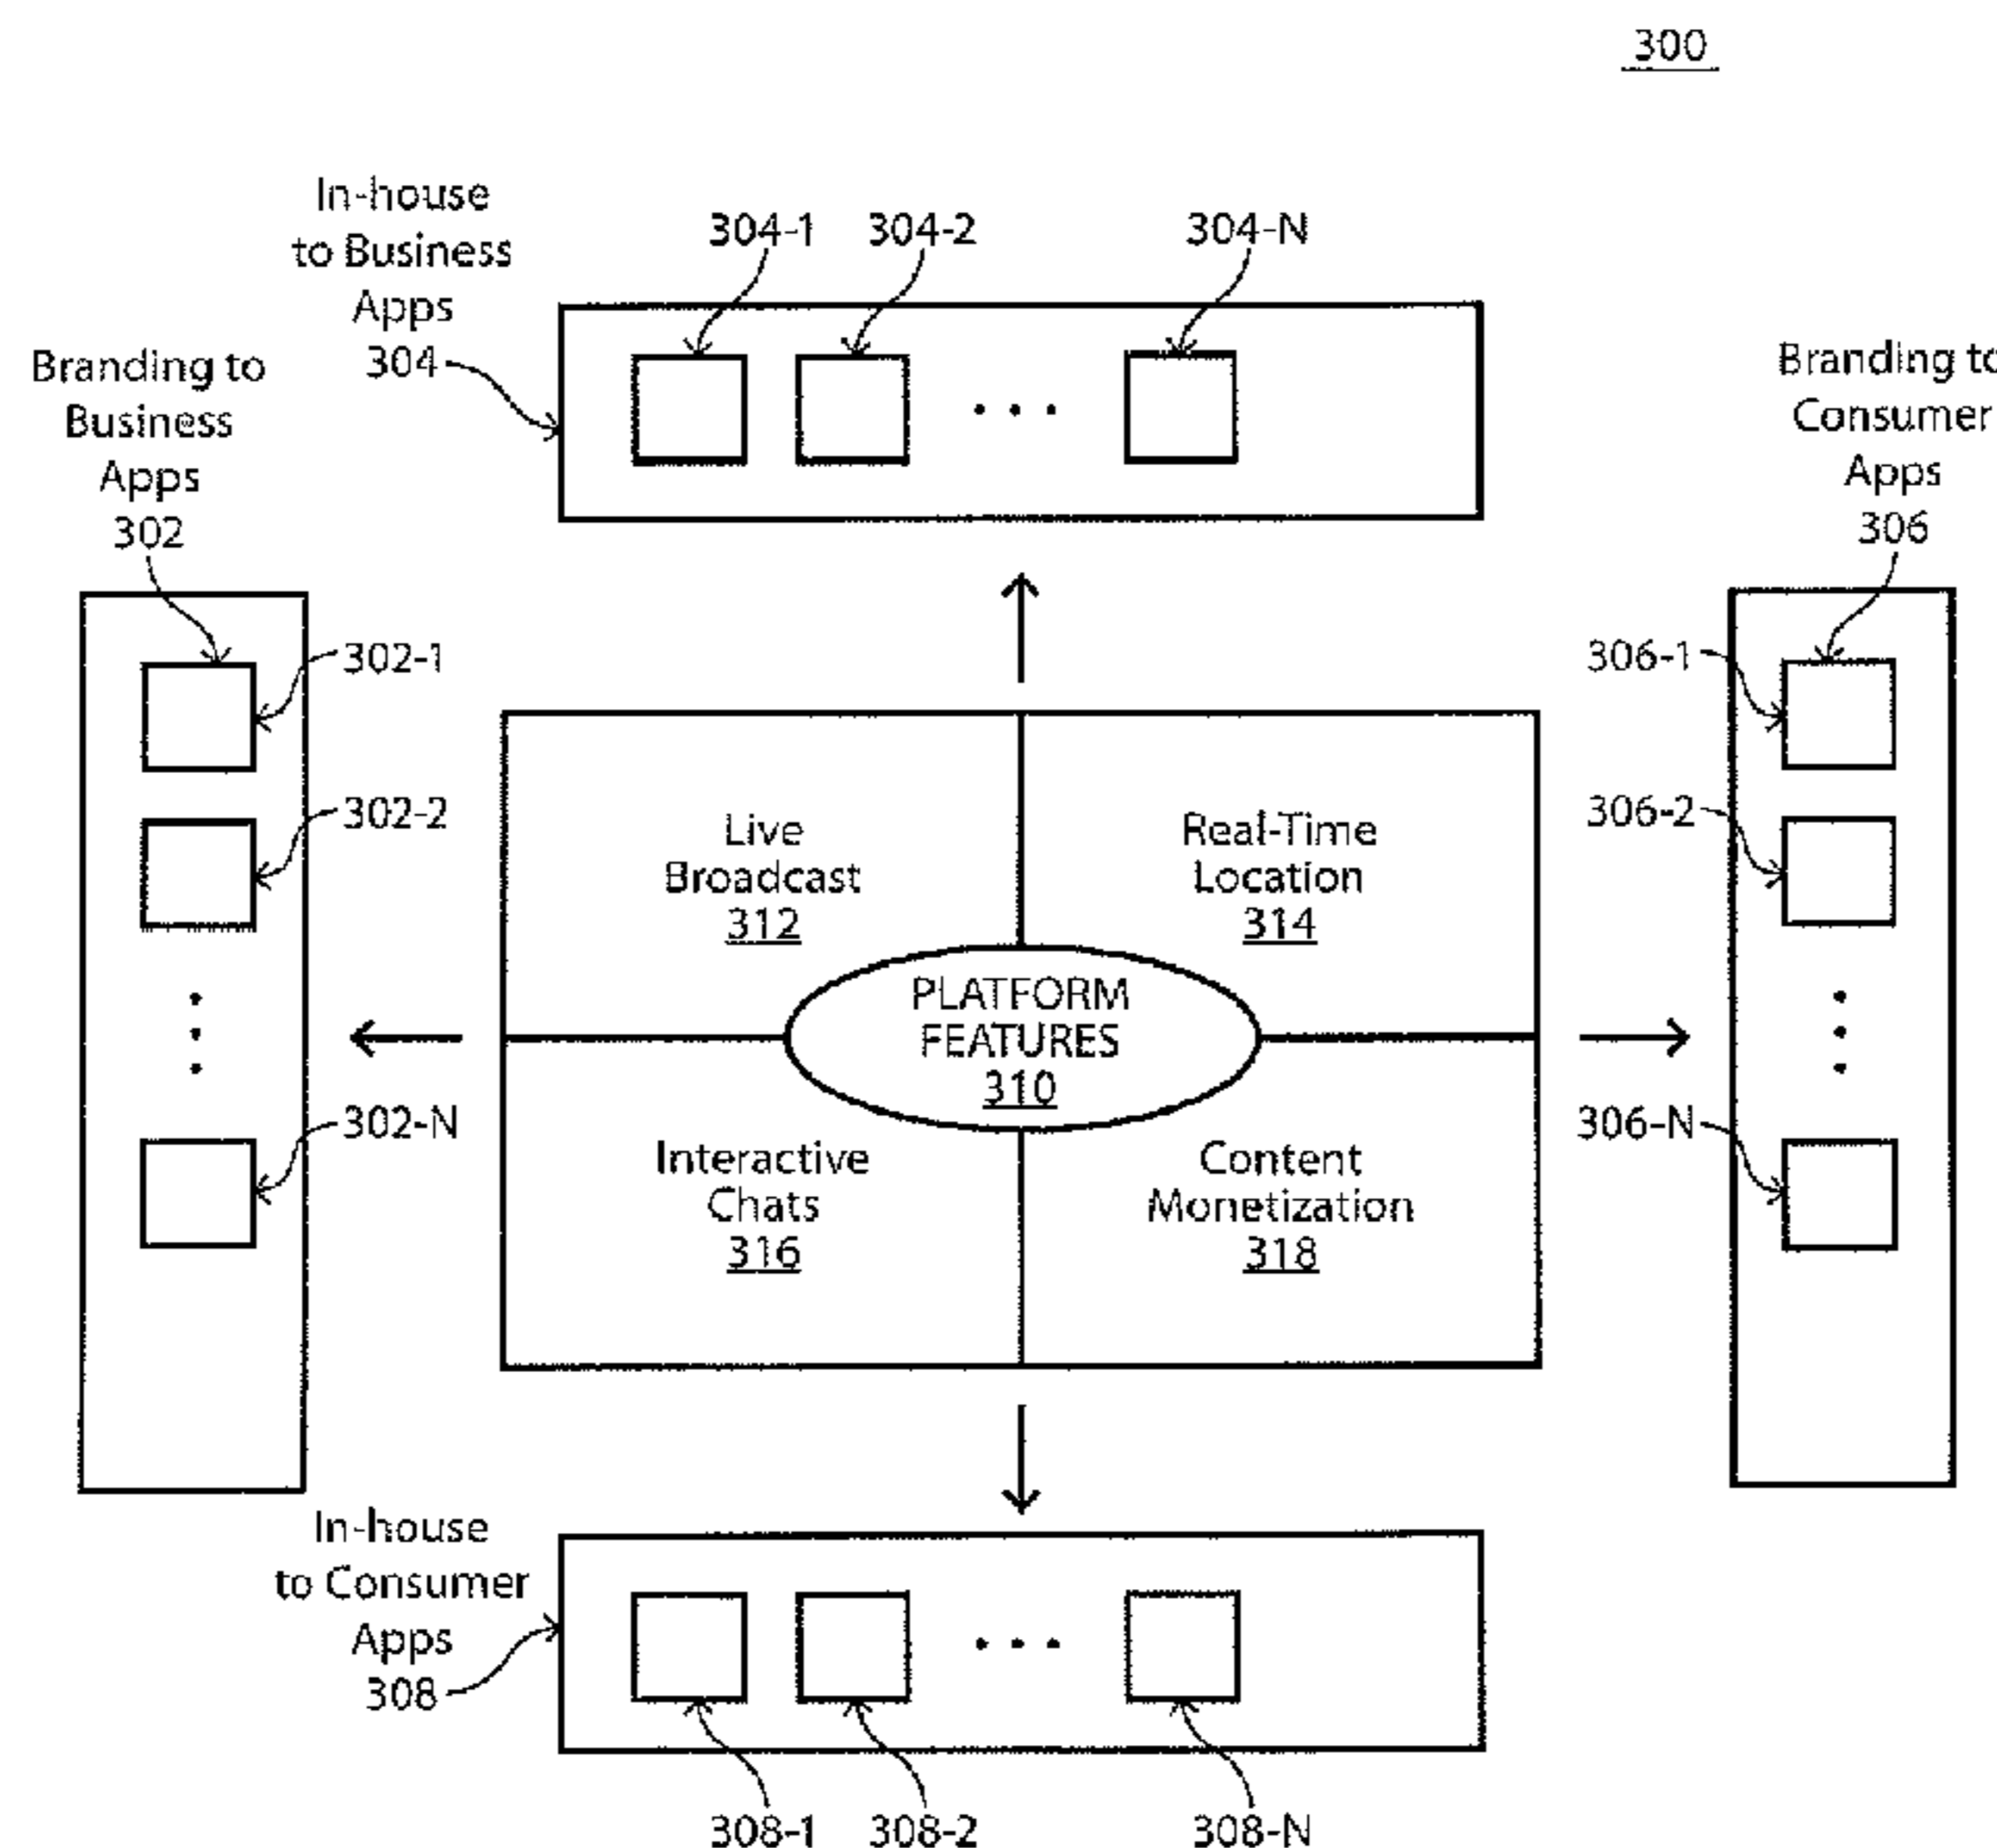 300
In-house
to Business
Apps
304
304-1
304-2
304-N
Branding to
Business
Apps
302
Branding to
Consumer
Apps
306
302-1
302-2
302-N
306-1
306-2
306-N
Live
Broadcast
312
Real-Time
Location
314
PLATFORM
FEATURES
310
Interactive
Chats
316
Content
Monetization
318
In-house
to Consumer
Apps
308
308-1
308-2
308-N